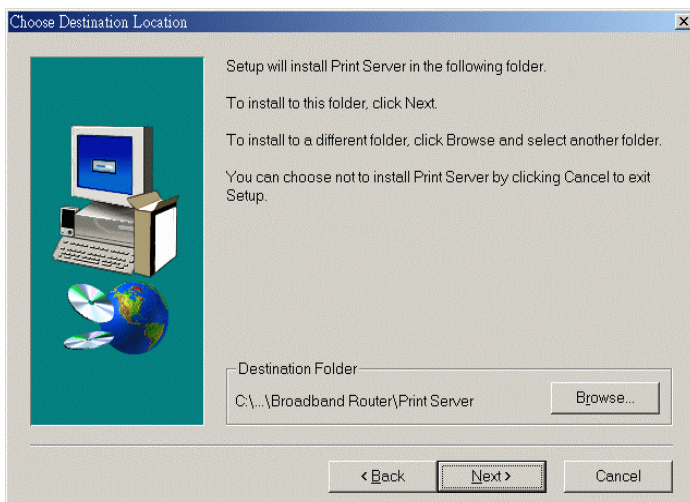 Choose Destination Location
Setup will install Print Server in the following folder.
To install to this folder, click Next.
To install to a different folder, click Browse and select another folder.
You can choose not to install Print Server by clicking Cancel to exit
Setup.
Destination Folder
C:\...\Broadband Router\Print Server
Browse...
< Back
Next >
Cancel